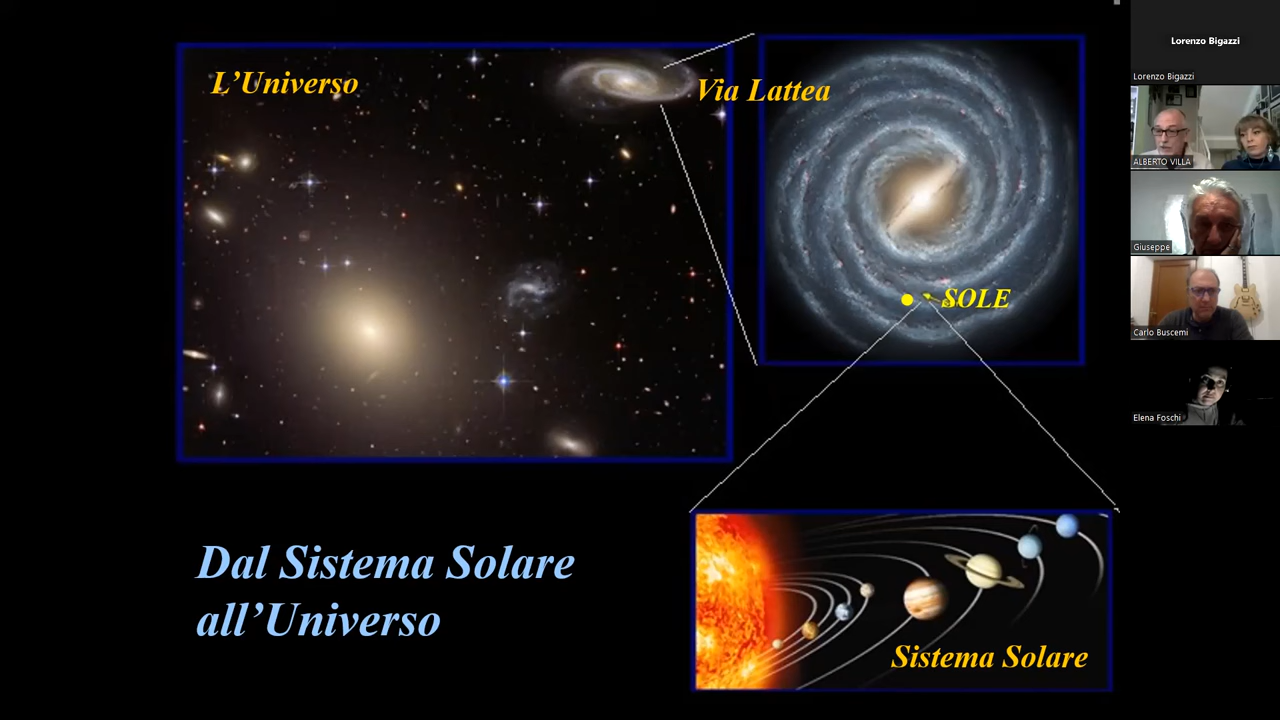 L’Universo
Via Lattea
SOLE
Dal Sistema Solare
all’Universo
Sistema Solare
Lorenzo Bigazzi
Lorenzo Bigazzi
ALBERTO VILLA
Giuseppe
Carlo Buscemi
Elena Foschi